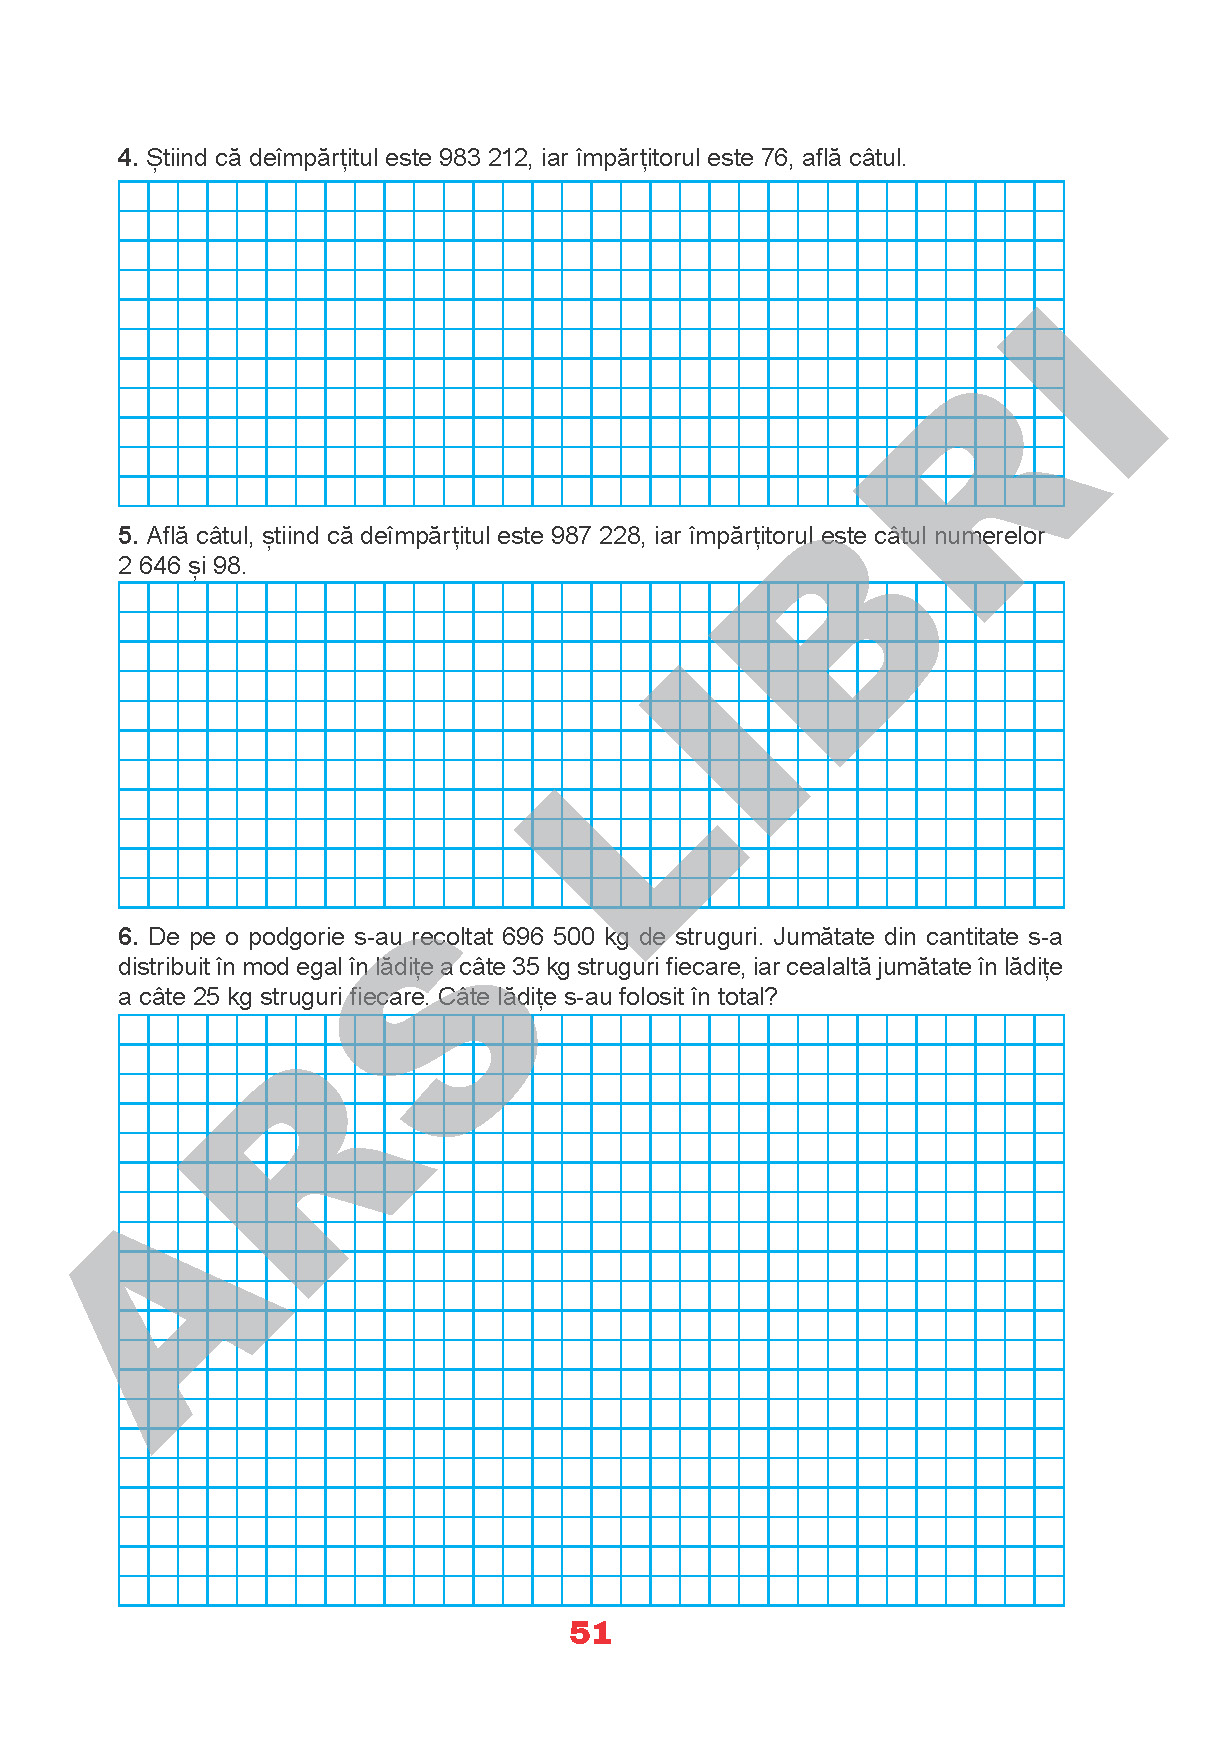 4. Știind că deîmpărțitul este 983 212, iar împărțitorul este 76, află câtul.
5. Află câtul, știind că deîmpărțitul este 987 228, iar împărțitorul este câtul numerelor
2 646 și 98.
6. De pe o podgorie s-au recoltat 696 500 kg de struguri. Jumătate din cantitate s-a
distribuit în mod egal în lădițe a câte 35 kg struguri fiecare, iar cealaltă jumătate în lădițe
a câte 25 kg struguri fiecare. Câte lădițe s-au folosit în total?
ARS LIBRI
51